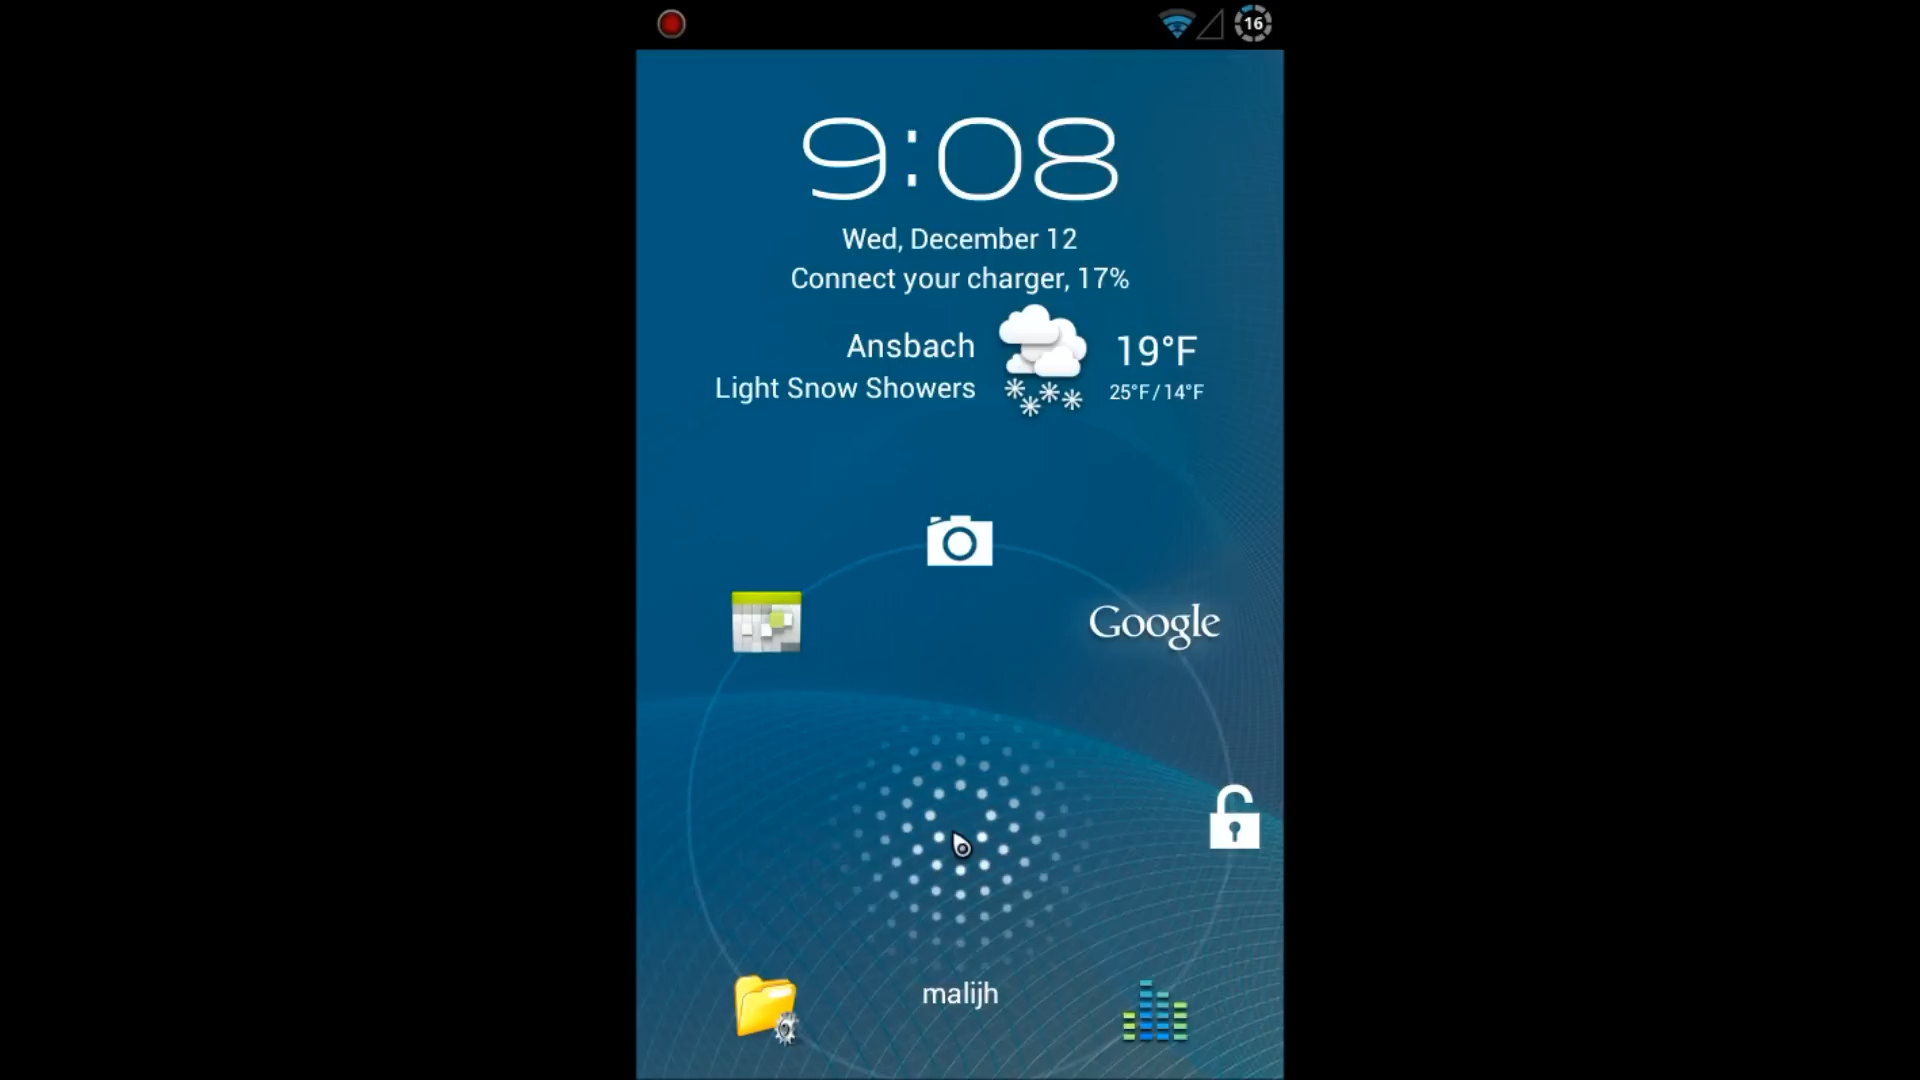 16
9:08
Wed, December 12
Connect your charger, 17%
Ansbach
Light Snow Showers
19°F
25°F/14°F
Google
malijh